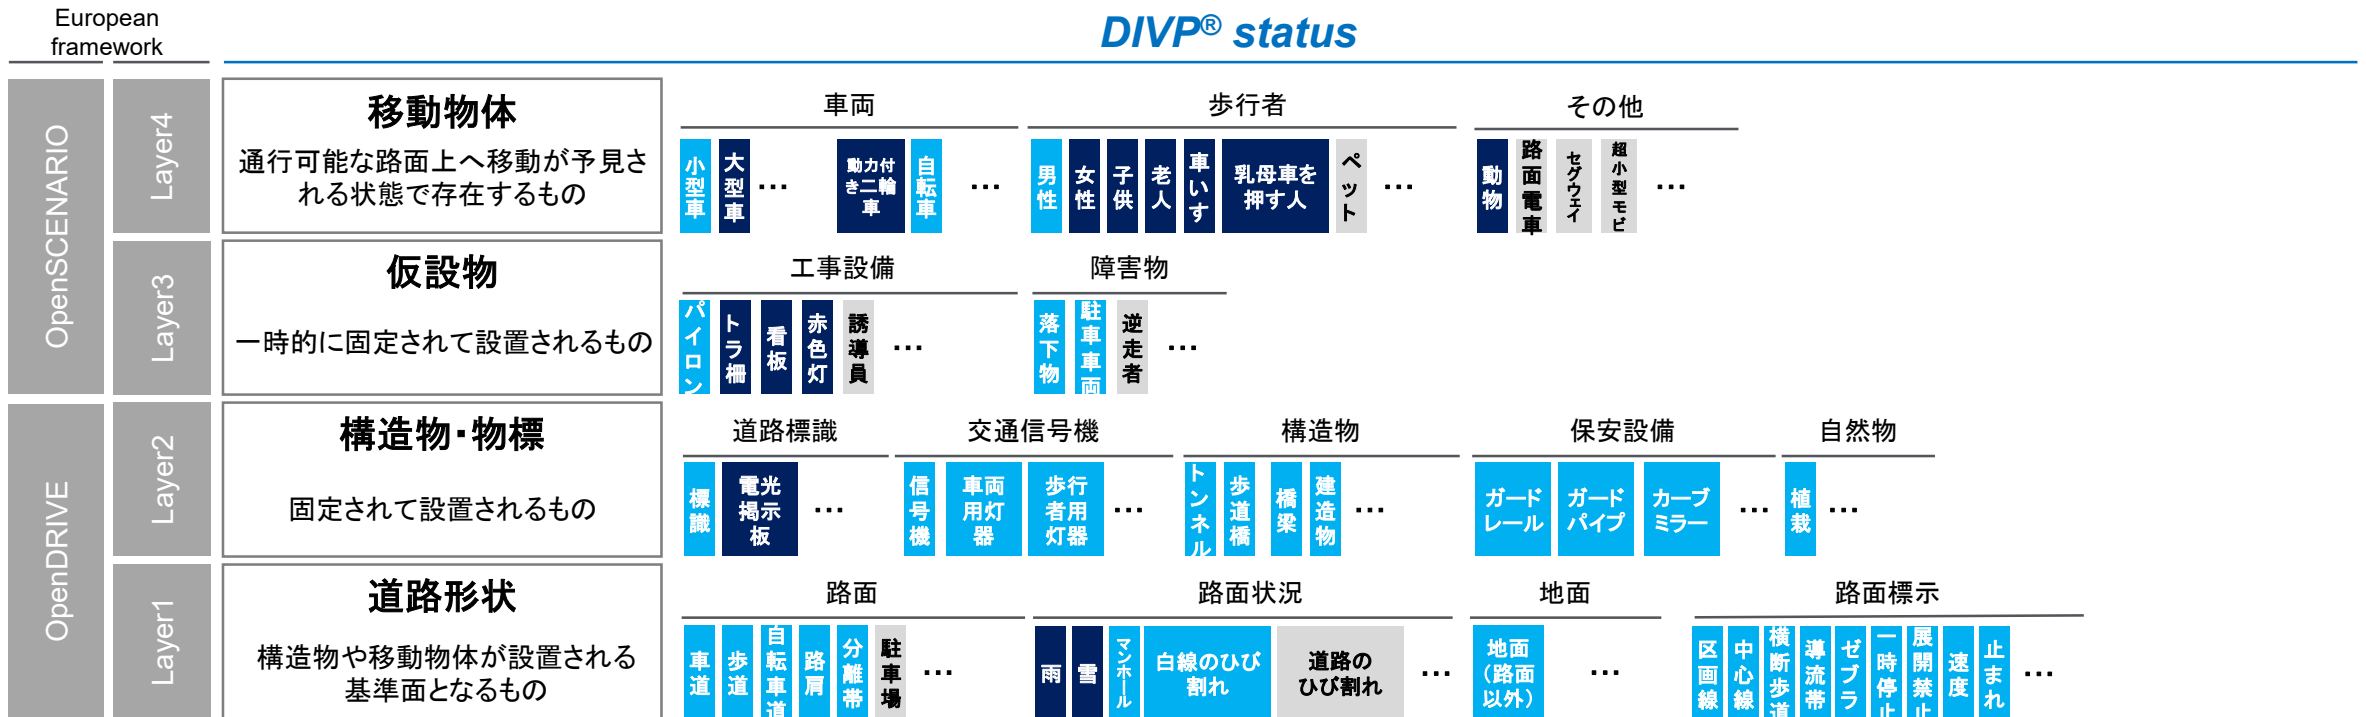 European
framework
DIVP® status
OpenSCENARIO
Layer4
移動物体
通行可能な路面上へ移動が予見さ
れる状態で存在するもの
車両
小型車
大型車
…
動力付
き二輪
車
自転車
…
歩行者
男性
女性
子供
老人
車いす
乳母車を
押す人
ペット
…
その他
動物
路面電車
セグウェイ
超小型モビ
…
Layer3
仮設物
一時的に固定されて設置されるもの
工事設備
パイロン
トラ柵
看板
赤色灯
誘導員
…
障害物
落下物
駐車車両
逆走者
…
OpenDRIVE
Layer2
構造物・物標
固定されて設置されるもの
道路標識
標識
電光
掲示
板
…
交通信号機
信号機
車両
用灯
器
歩行
者用
灯器
…
構造物
トンネル
歩道橋
橋梁
建造物
…
保安設備
ガード
レール
ガード
パイプ
カーブ
ミラー
…
自然物
植栽
…
Layer1
道路形状
構造物や移動物体が設置される
基準面となるもの
路面
車道
歩道
自転車道
路肩
分離帯
駐車場
…
路面状況
雨
雪
マンホール
白線のひび
割れ
道路の
ひび割れ
…
地面
地面
（路面
以外）
…
路面標示
区画線
中心線
横断歩道
導流帯
ゼブラ
一時停止
展開禁止
速度
止まれ
…